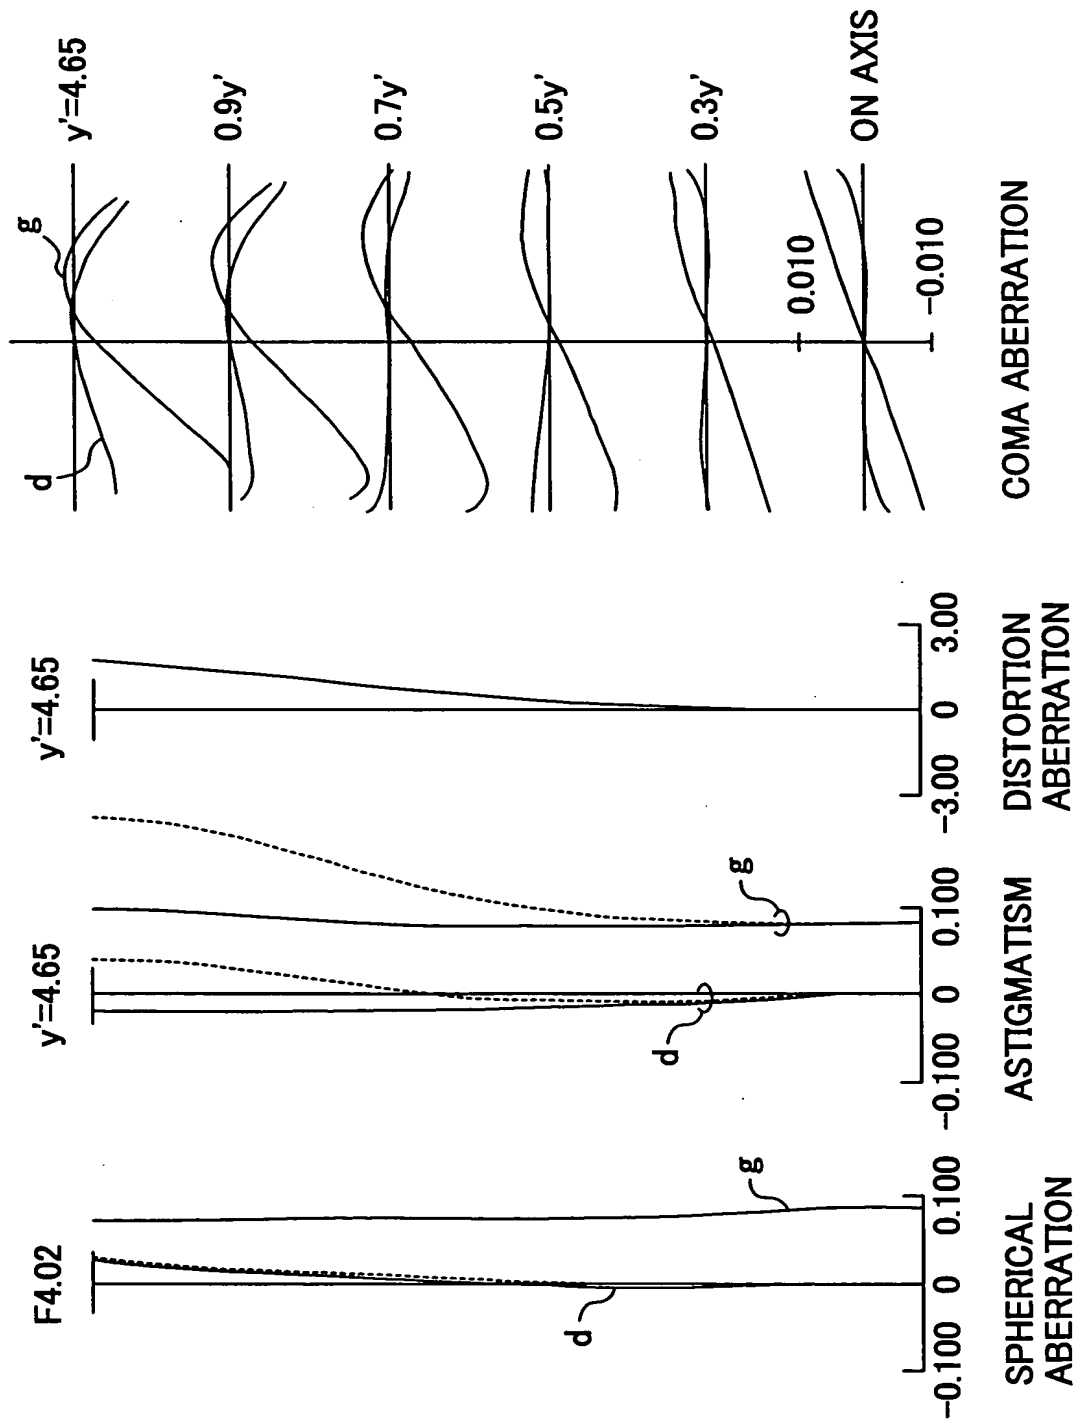 F4.02
d
g
-0.100
0
0.100
SPHERICAL
ABERRATION
y'=4.65
d
g
-0.100
0
0.100
ASTIGMATISM
y'=4.65
-3.00
0
3.00
DISTORTION
ABERRATION
d
g
y'=4.65
0.9y'
0.7y'
0.5y'
0.3y'
0.010
-0.010
ON AXIS
COMA ABERRATION